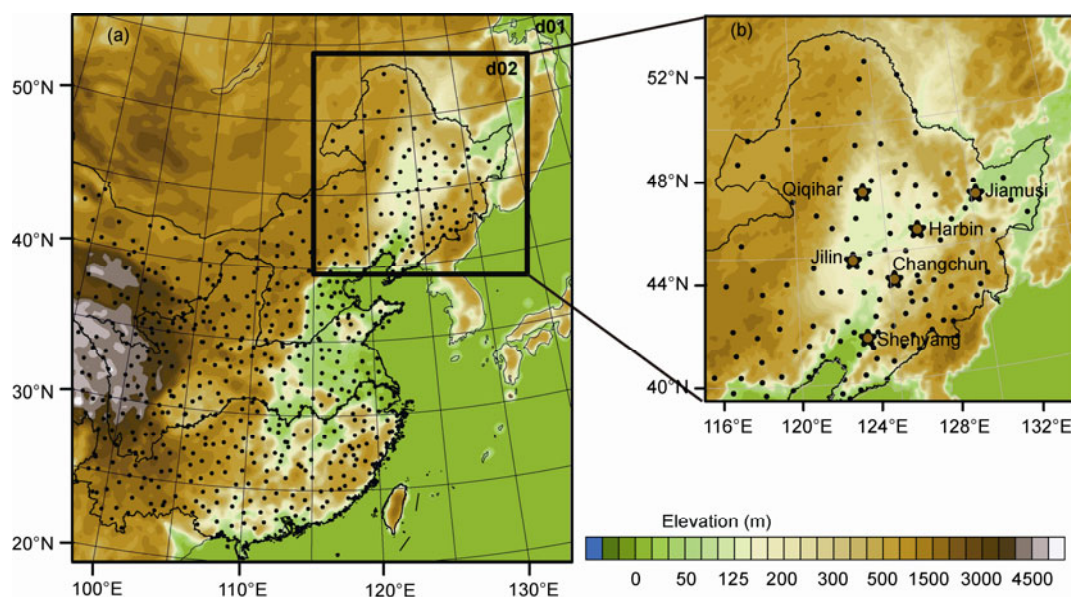 (a)
d01
d02
50°N
40°N
30°N
20°N
100°E
110°E
120°E
130°E
(b)
52°N
48°N
44°N
40°N
Qiqihar
Jiamusi
Harbin
Jilin
Changchun
Shenyang
116°E
120°E
124°E
128°E
132°E
Elevation (m)
0 50 125 200 300 500 1500 3000 4500